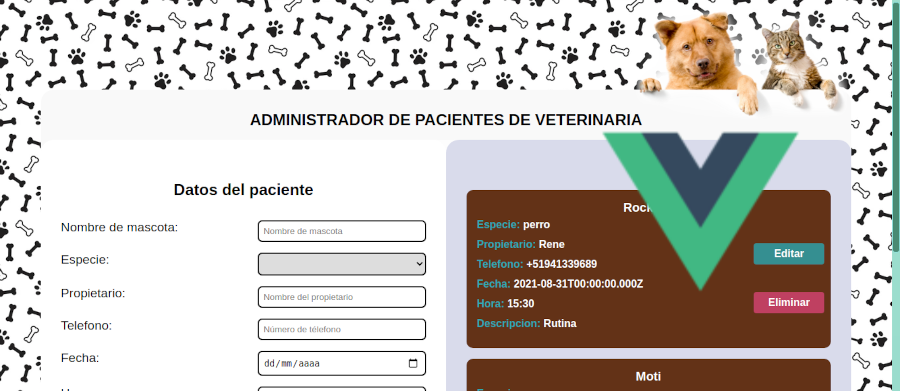 ADMINISTRADOR DE PACIENTES DE VETERINARIA
Datos del paciente
Nombre de mascota:
Nombre de mascota
Especie:
Propietario:
Nombre del propietario
Telefono:
Número de télefono
Fecha:
dd/mm/aaaa
Especie: perro
Propietario: Rene
Telefono: +51941339689
Fecha: 2021-08-31T00:00:00.000Z
Hora: 15:30
Descripcion: Rutina
Editar
Eliminar
Moti